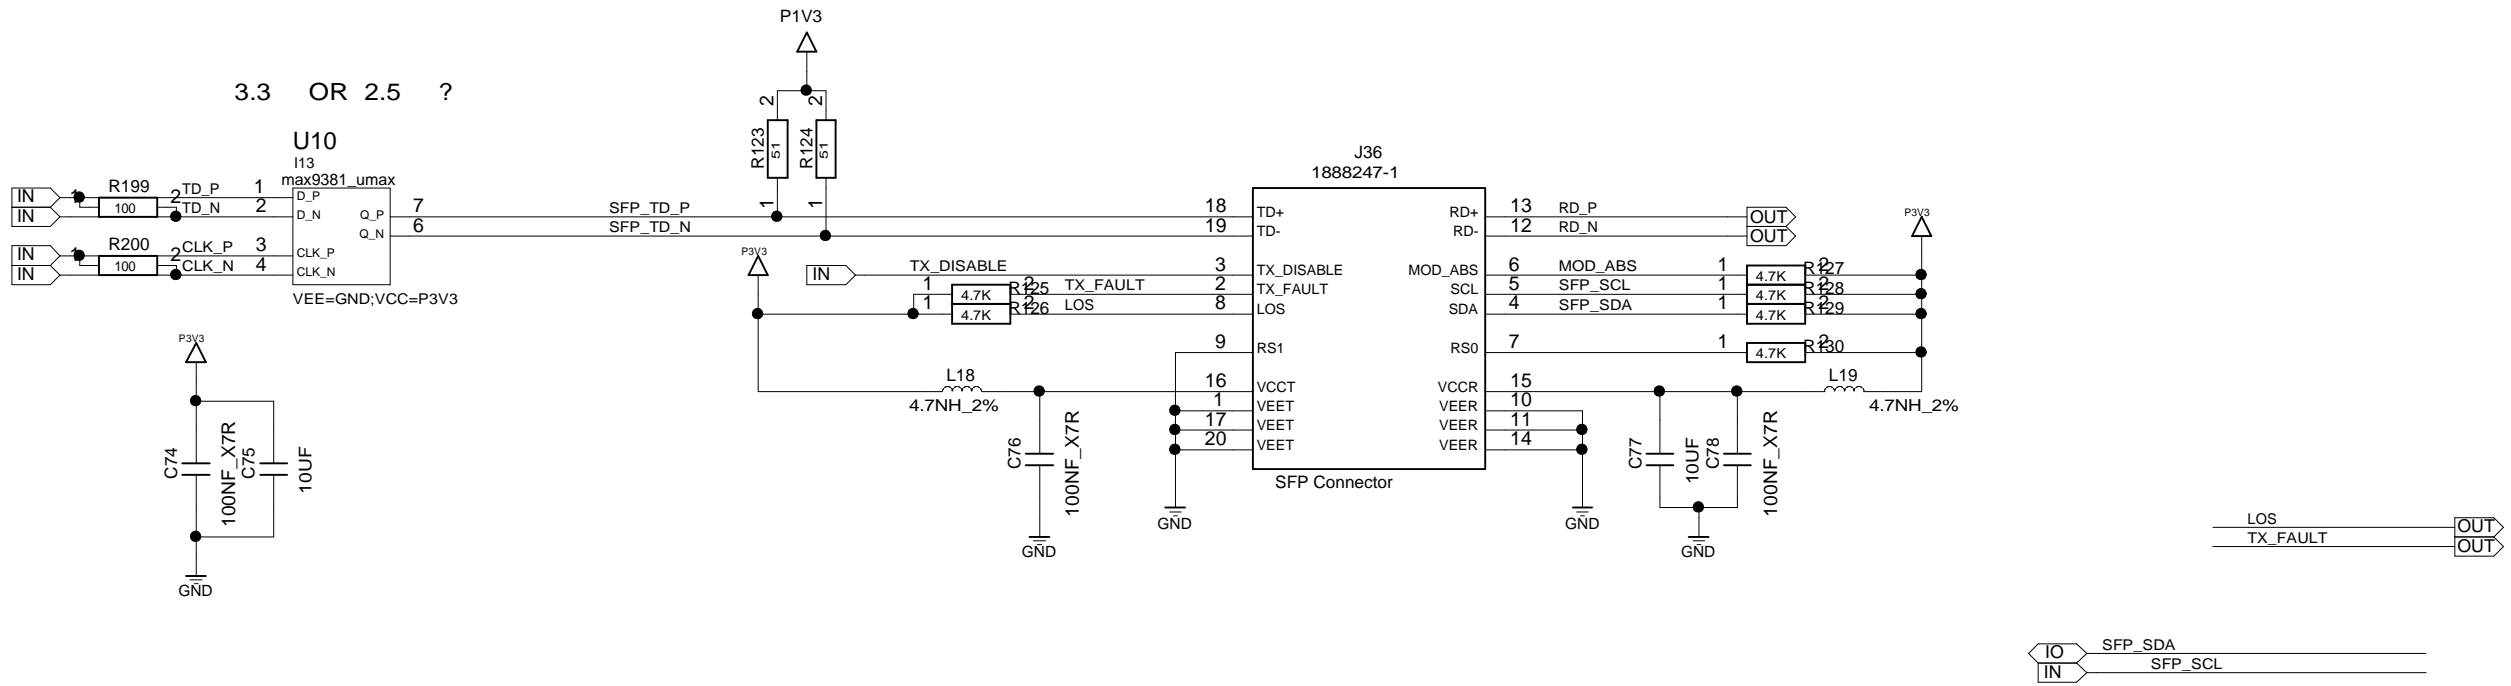 P1V3
3.3 OR 2.5 ?
U10
I13
max9381_umax
IN R199 1 100 2 TD_P 1 D_P
IN TD_N 2 D_N
Q_P 7 SFP_TD_P
Q_N 6 SFP_TD_N
IN R200 1 100 2 CLK_P 3 CLK_P
IN CLK_N 4 CLK_N
VEE=GND;VCC=P3V3
2 R123 51 1
2 R124 51 1
J36
1888247-1
18 TD+ RD+ 13 RD_P OUT
19 TD- RD- 12 RD_N OUT
P3V3
P3V3
IN TX_DISABLE 3 TX_DISABLE MOD_ABS 6 MOD_ABS 1 4.7K 2 R127
1 4.7K 2 R125 TX_FAULT 2 TX_FAULT SCL 5 SFP_SCL 1 4.7K 2 R128
1 4.7K 2 R126 LOS 8 LOS SDA 4 SFP_SDA 1 4.7K 2 R129
9 RS1 RS0 7 1 4.7K 2 R130
L18 16 VCCT VCCR 15 L19
4.7NH_2% 1 VEET VEER 10 4.7NH_2%
17 VEET VEER 11
20 VEET VEER 14
SFP Connector
P3V3
C74
100NF_X7R
C75
10UF
GND
C76
100NF_X7R
GND
GND
GND
C77
10UF
C78
100NF_X7R
GND
LOS OUT
TX_FAULT OUT
IO SFP_SDA
IN SFP_SCL